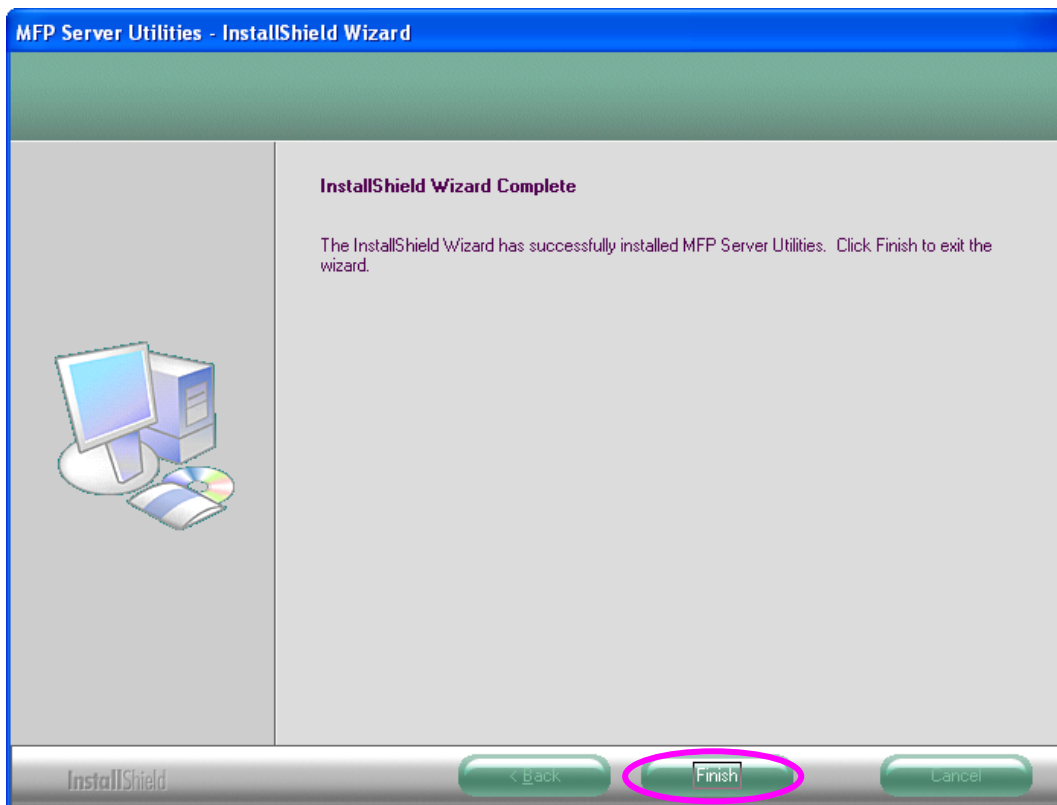 MFP Server Utilities - InstallShield Wizard
InstallShield Wizard Complete
The InstallShield Wizard has successfully installed MFP Server Utilities. Click Finish to exit the
wizard.
InstallShield
< Back
Finish
Cancel